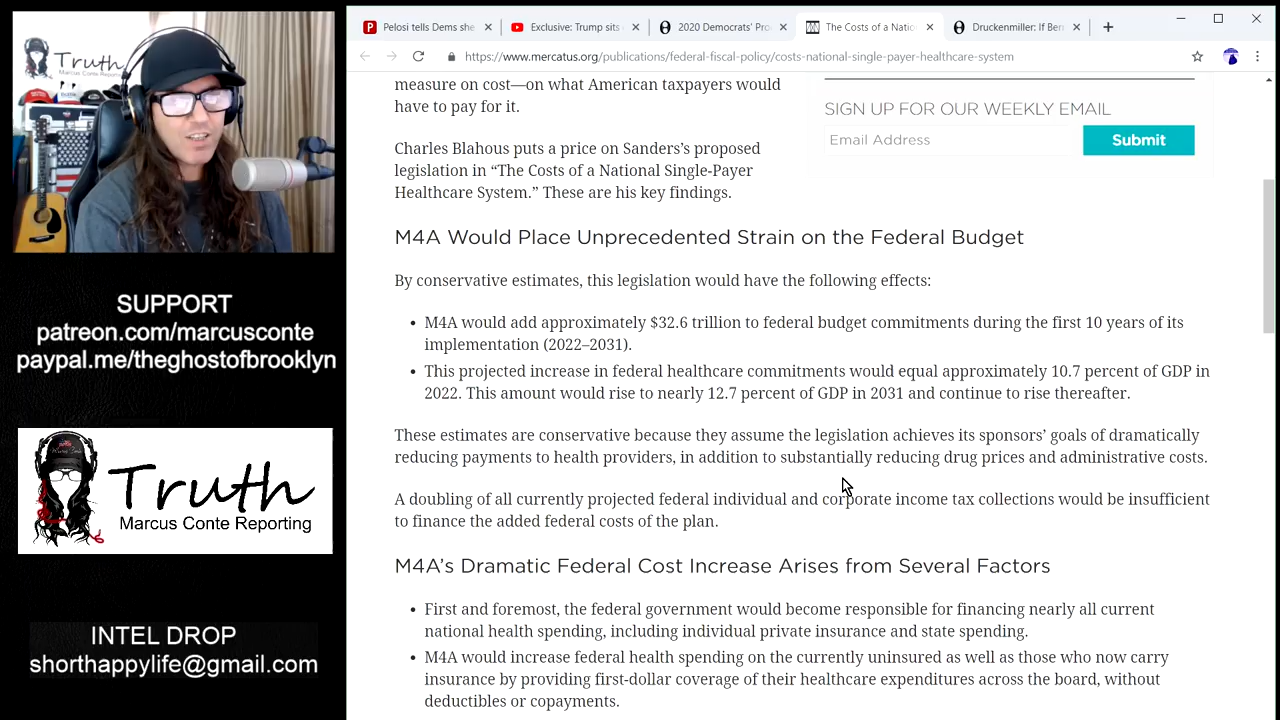 Pelosi tells Dems she
Exclusive: Trump sits
2020 Democrats' Pro
The Costs of a Natio
Druckenmiller: If Ber
https://www.mercatus.org/publications/federal-fiscal-policy/costs-national-single-payer-healthcare-system
Truth
Marcus Conte Reporting
SUPPORT
patreon.com/marcusconte
paypal.me/theghostofbrooklyn
Truth
Marcus Conte Reporting
INTEL DROP
shorthappylife@gmail.com
measure on cost—on what American taxpayers would
have to pay for it.
SIGN UP FOR OUR WEEKLY EMAIL
Email Address
Submit
Charles Blahous puts a price on Sanders’s proposed
legislation in “The Costs of a National Single-Payer
Healthcare System.” These are his key findings.
M4A Would Place Unprecedented Strain on the Federal Budget
By conservative estimates, this legislation would have the following effects:
• M4A would add approximately $32.6 trillion to federal budget commitments during the first 10 years of its
implementation (2022–2031).
• This projected increase in federal healthcare commitments would equal approximately 10.7 percent of GDP in
2022. This amount would rise to nearly 12.7 percent of GDP in 2031 and continue to rise thereafter.
These estimates are conservative because they assume the legislation achieves its sponsors’ goals of dramatically
reducing payments to health providers, in addition to substantially reducing drug prices and administrative costs.
A doubling of all currently projected federal individual and corporate income tax collections would be insufficient
to finance the added federal costs of the plan.
M4A’s Dramatic Federal Cost Increase Arises from Several Factors
• First and foremost, the federal government would become responsible for financing nearly all current
national health spending, including individual private insurance and state spending.
• M4A would increase federal health spending on the currently uninsured as well as those who now carry
insurance by providing first-dollar coverage of their healthcare expenditures across the board, without
deductibles or copayments.